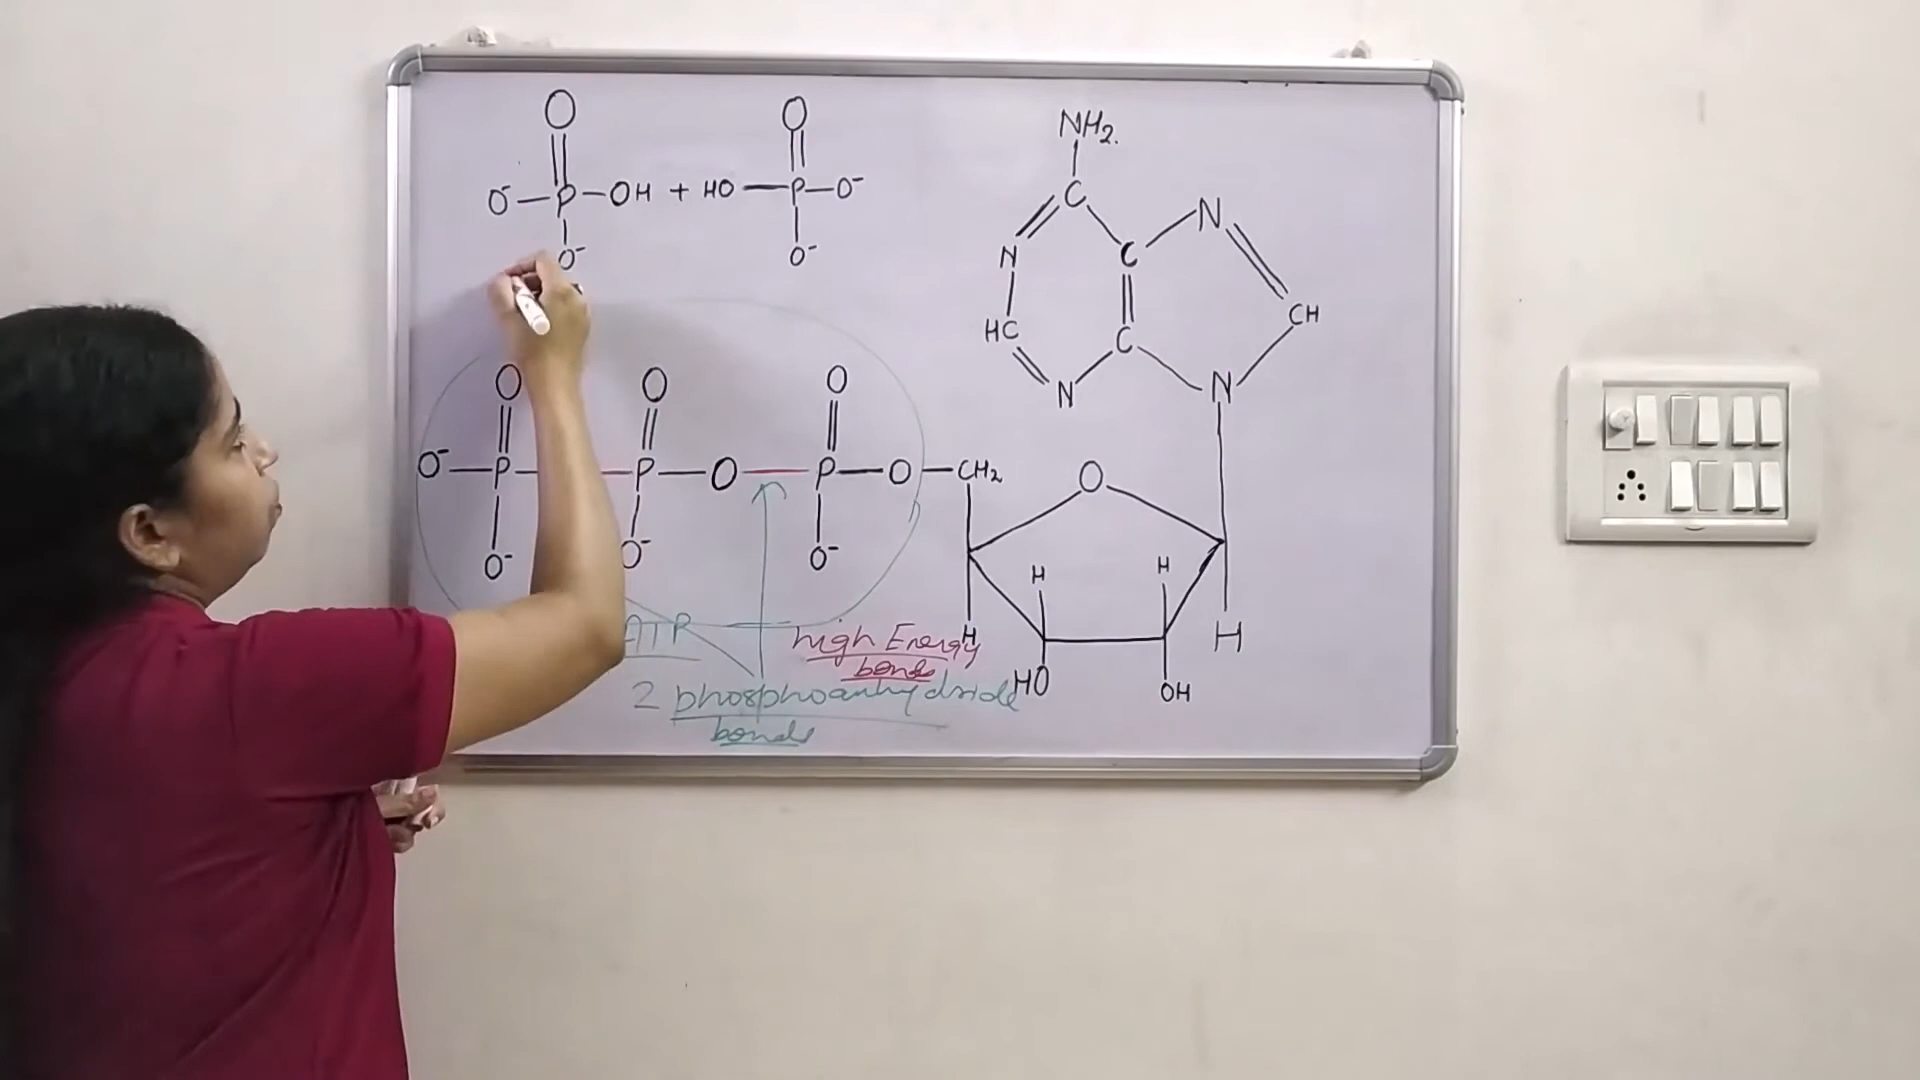 O O NH₂.
O⁻—P—OH + HO—P—O⁻ C N
O⁻ O⁻ N C
HC C CH
O O O N N
O⁻—P P—O—P—O—CH₂ O
O⁻ O⁻ O⁻ H H
ATP high Energy H H
bonds
2 phosphoanhydride HO OH
bonds